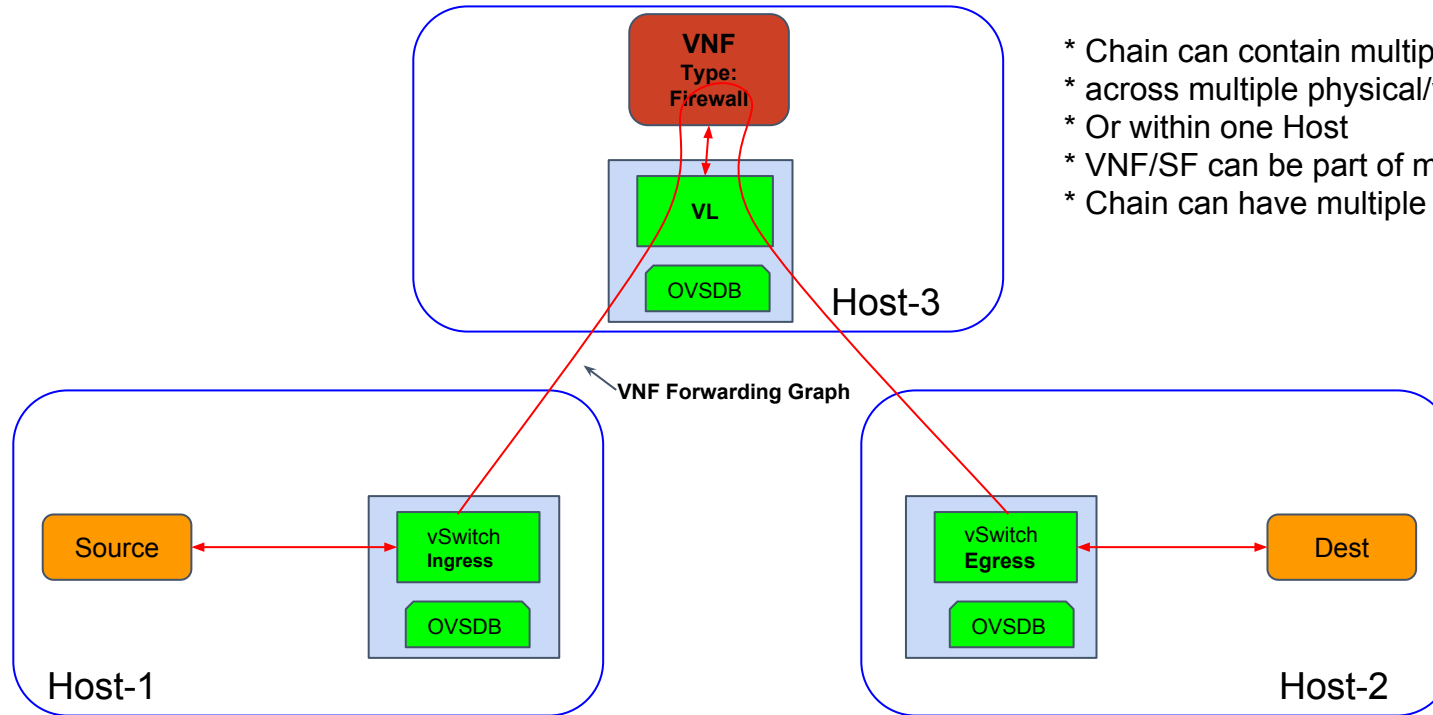 VNF
Type:
Firewall
* Chain can contain
* across multiple
* Or within one Host
* VNF/SF can be part of
* Chain can have multiple
VL
OVSDB
Host-3
VNF Forwarding Graph
Source
vSwitch
Ingress
OVSDB
Host-1
vSwitch
Egress
OVSDB
Dest
Host-2